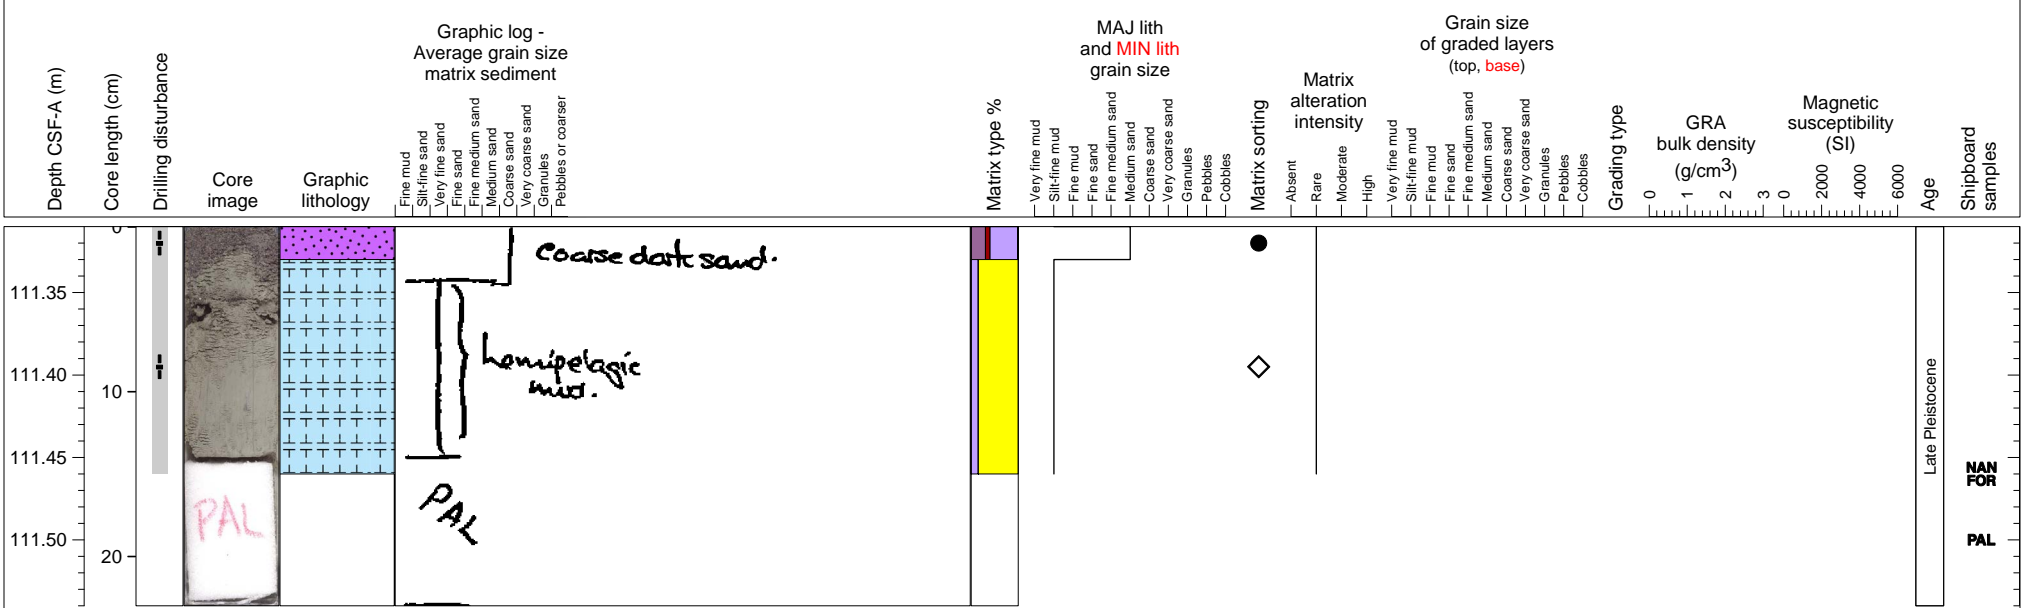 Depth CSF-A (m)
Core length (cm)
Drilling disturbance
Core
image
Graphic
lithology
Graphic log -
Average grain size
matrix sediment
Fine mud
Silt-fine sand
Very fine sand
Fine sand
Fine medium sand
Medium sand
Coarse sand
Very coarse sand
Granules
Pebbles or coarser
Matrix type %
MAJ lith
and MIN lith
grain size
Very fine mud
Silt-fine mud
Fine mud
Fine sand
Fine medium sand
Medium sand
Coarse sand
Very coarse sand
Granules
Pebbles
Cobbles
Matrix sorting
Matrix
alteration
intensity
Absent
Rare
Moderate
High
Grain size
of graded layers
(top, base)
Very fine mud
Silt-fine mud
Fine mud
Fine sand
Fine medium sand
Medium sand
Coarse sand
Very coarse sand
Granules
Pebbles
Cobbles
Grading type
GRA
bulk density
(g/cm3)
0 1 2 3
Magnetic
susceptibility
(SI)
0 2000 4000 6000
Age
Shipboard
samples
0
111.35
111.40
10
111.45
111.50
20
PAL
Coarse dark sand.
hemipelagic
mud.
PAL
Late Pleistocene
NAN
FOR
PAL